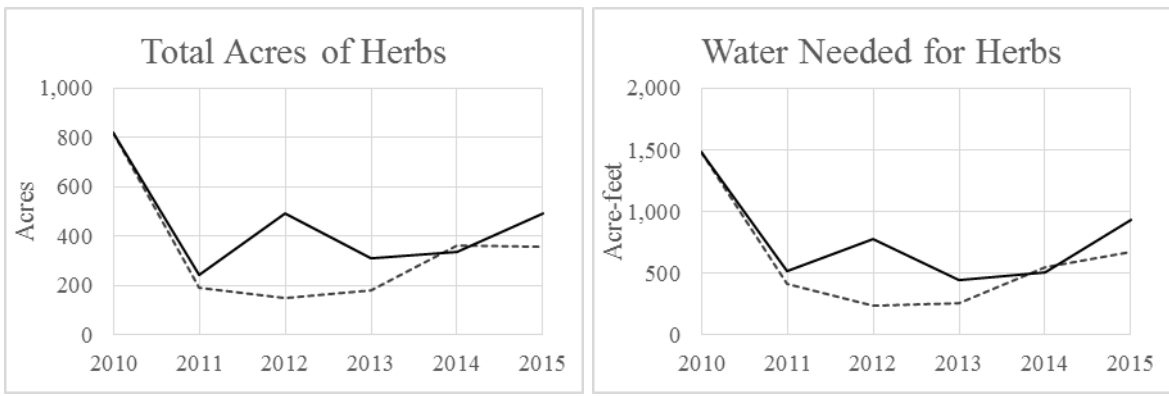 Total Acres of Herbs
1,000
800
600
400
200
0
Acres
2010 2011 2012 2013 2014 2015
Water Needed for Herbs
2,000
1,500
1,000
500
0
Acre-feet
2010 2011 2012 2013 2014 2015